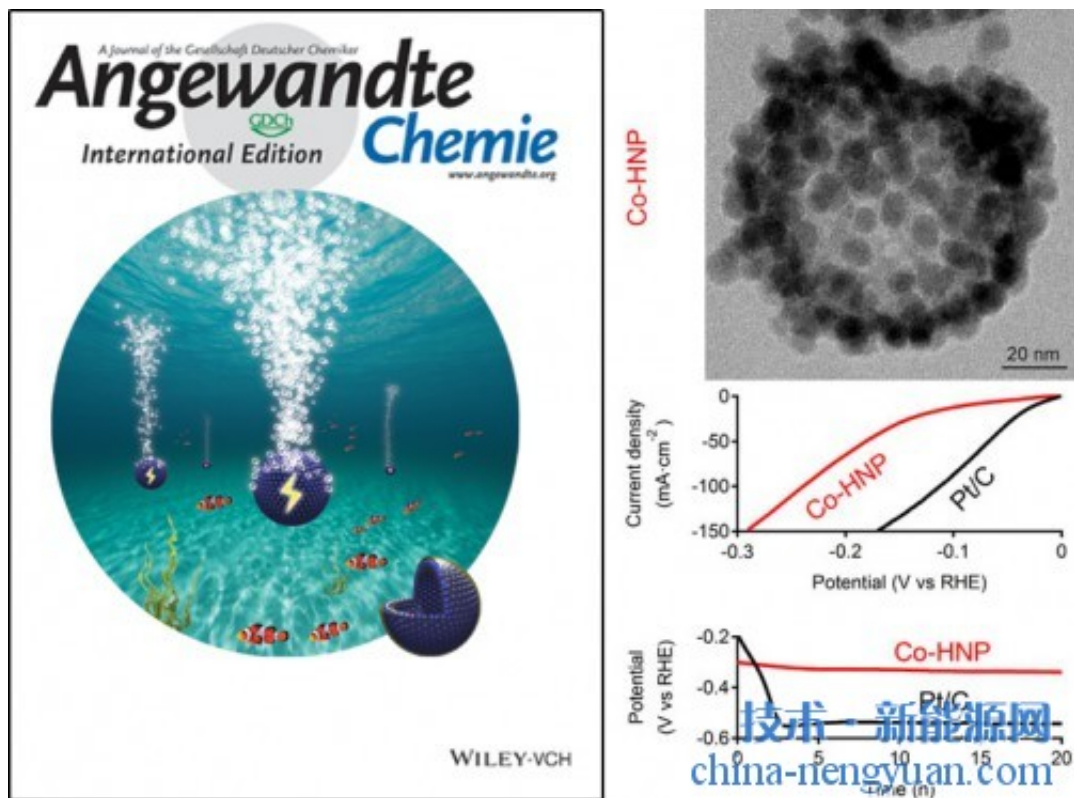 A Journal of the Gesellschaft Deutscher Chemiker
Angewandte
GDCh
International Edition
Chemie
www.angewandte.org
WILEY-VCH
Co-HNP
20 nm
Current density
(mA·cm⁻²)
0
-50
-100
-150
Co-HNP
Pt/C
-0.3
-0.2
-0.1
0
Potential (V vs RHE)
Potential
(V vs RHE)
-0.2
-0.4
-0.6
Co-HNP
Pt/C
0
5
10
15
20
技术·新能源网
china-nengyuan.com